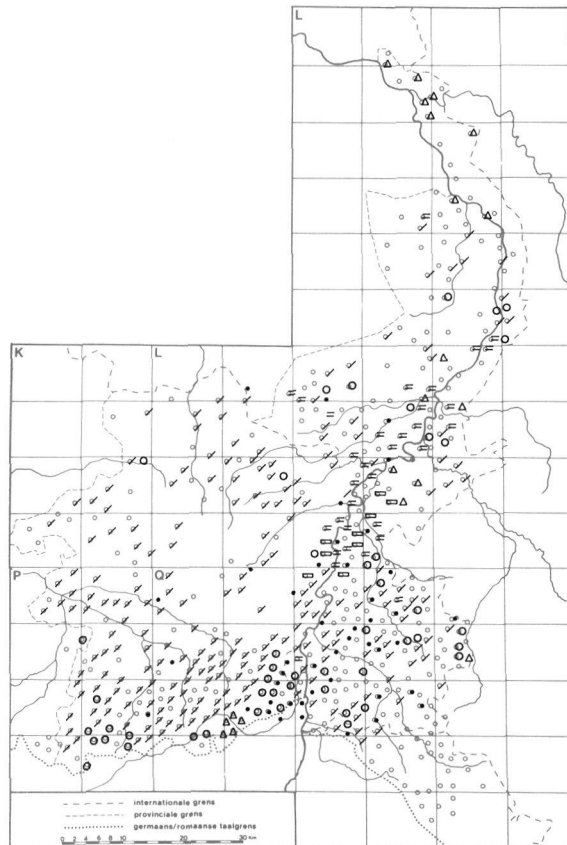 L
K
L
P
Q
internationale grens
provinciale grens
germaans/romaanse taalgrens
0 2 4 6 8 10 20 30 Km